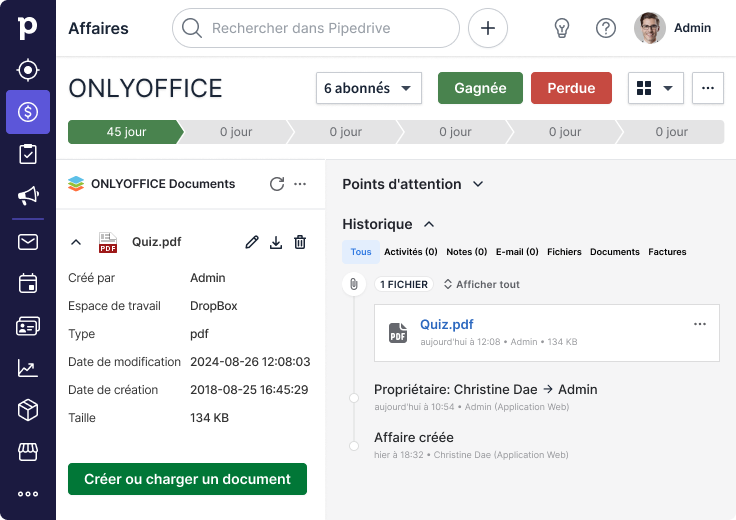 p
Affaires
Rechercher dans Pipedrive
Admin
ONLYOFFICE
6 abonnés
Gagnée
Perdue
45 jour
0 jour
0 jour
0 jour
0 jour
0 jour
ONLYOFFICE Documents
PDF
Quiz.pdf
Créé par Admin
Espace de travail DropBox
Type pdf
Date de modification 2024-08-26 12:08:03
Date de création 2018-08-25 16:45:29
Taille 134 KB
Créer ou charger un document
Points d'attention
Historique
Tous Activités (0) Notes (0) E-mail (0) Fichiers Documents Factures
1 FICHIER Afficher tout
PDF
Quiz.pdf
aujourd'hui à 12:08 • Admin • 134 KB
Propriétaire: Christine Dae → Admin
aujourd'hui à 10:54 • Admin (Application Web)
Affaire créée
hier à 18:32 • Christine Dae (Application Web)